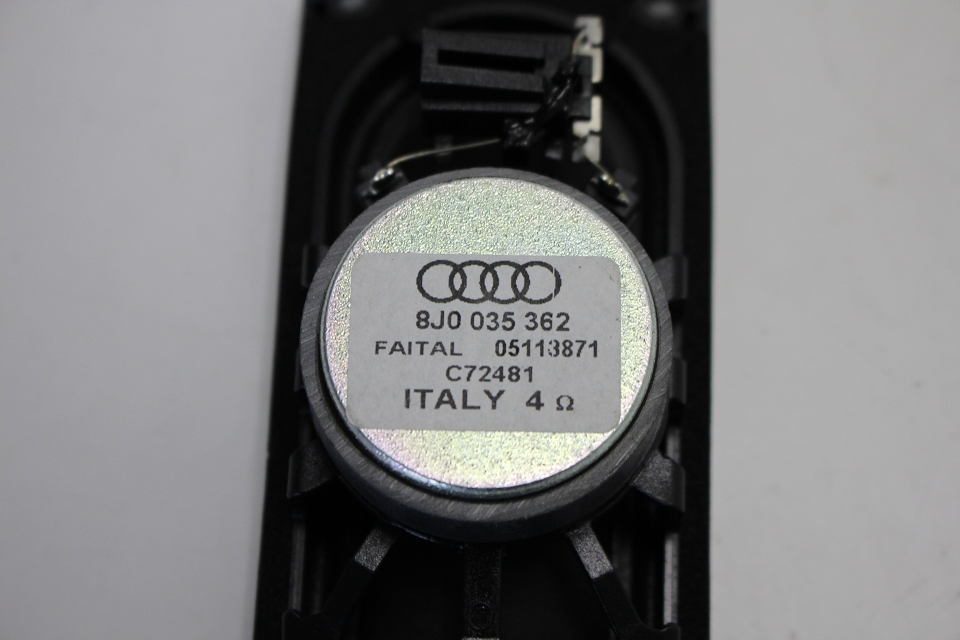 8J0 035 362
FAITAL 05113871
C72481
ITALY 4 Ω